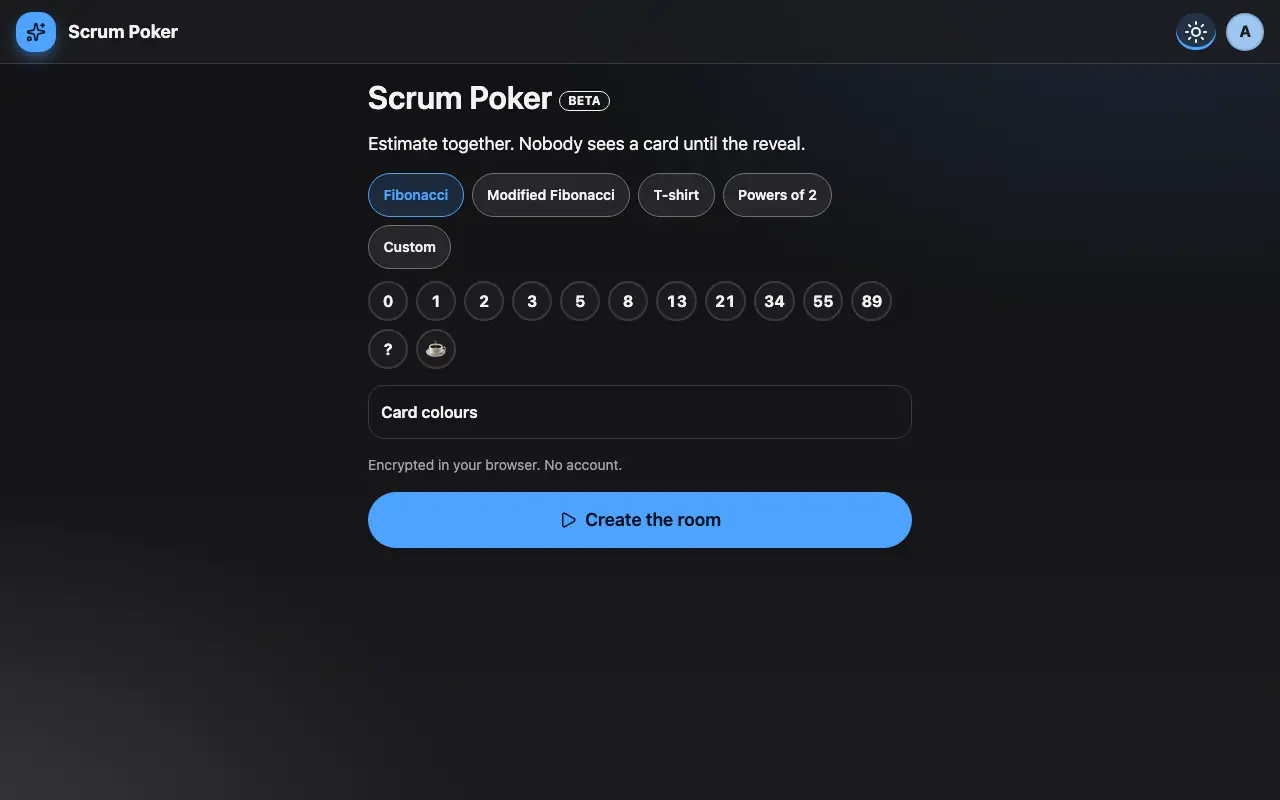 Scrum Poker
A
Scrum Poker BETA
Estimate together. Nobody sees a card until the reveal.
Fibonacci Modified Fibonacci T-shirt Powers of 2
Custom
0 1 2 3 5 8 13 21 34 55 89
? ☕
Card colours
Encrypted in your browser. No account.
Create the room